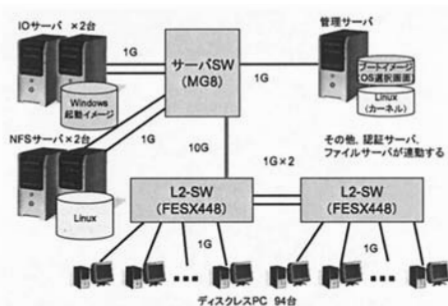 IOサーバ ×2台
1G
サーバSW
(MG8)
1G
管理サーバ
ブートイメージ
OS選択画面
Linux
(カーネル)
Windows
起動イメージ
NFSサーバ×2台
1G
10G
その他、認証サーバ、
ファイルサーバが連動する
1G×2
Linux
L2-SW
(FESX448)
L2-SW
(FESX448)
1G
1G
ディスクレスPC 94台